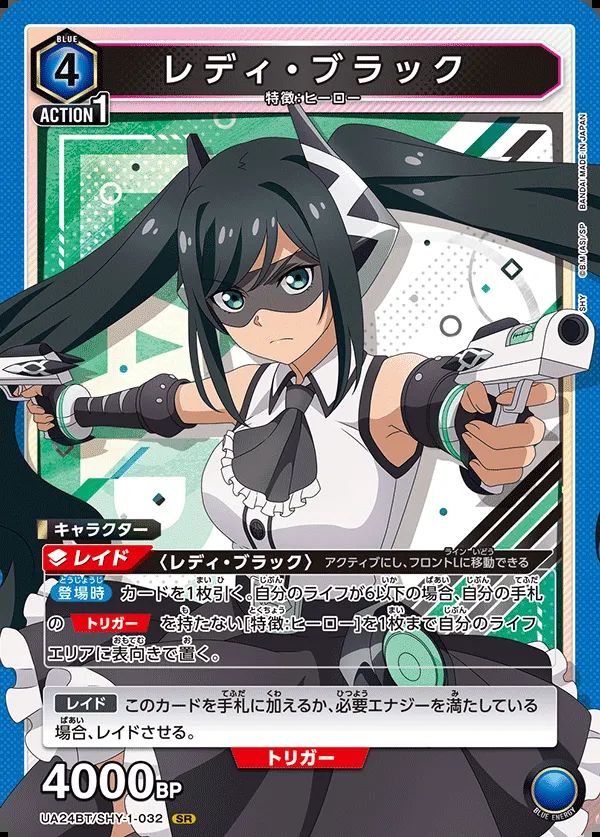 BLUE
4
ACTION 1
レディ・ブラック
特徴:ヒーロー
SHY ©B.M(AS)/SP BANDAI MADE IN JAPAN
キャラクター
レイド 〈レディ・ブラック〉 アクティブにし、フロントLに移動できる
登場時 カードを1枚引く。自分のライフが6以下の場合、自分の手札
の トリガー を持たない[特徴:ヒーロー]を1枚まで自分のライフ
エリアに表向きで置く。
レイド このカードを手札に加えるか、必要エナジーを満たしている
場合、レイドさせる。
トリガー
4000BP
UA24BT/SHY-1-032 SR
BLUE ENERGY